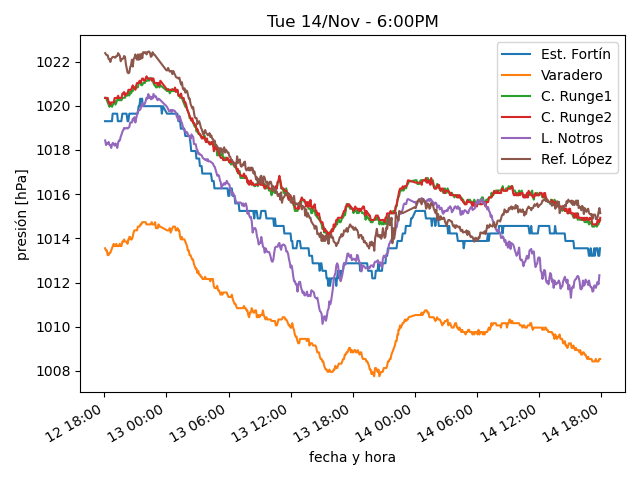 Tue 14/Nov - 6:00PM
presión [hPa]
1022
1020
1018
1016
1014
1012
1010
1008
Est. Fortín
Varadero
C. Runge1
C. Runge2
L. Notros
Ref. López
12 18:00
13 00:00
13 06:00
13 12:00
13 18:00
14 00:00
14 06:00
14 12:00
14 18:00
fecha y hora